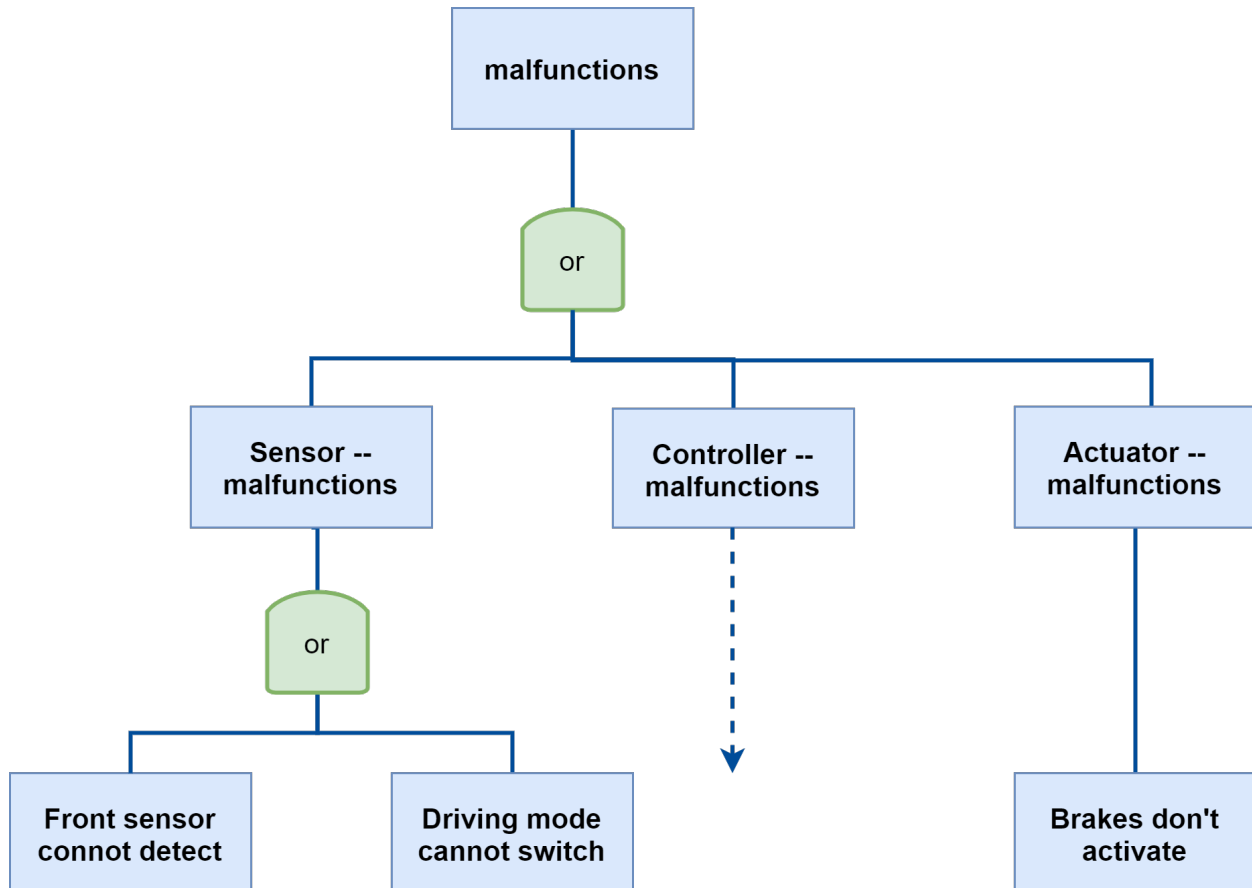 malfunctions
or
Sensor --
malfunctions
Controller --
malfunctions
Actuator --
malfunctions
or
Front sensor
connot detect
Driving mode
cannot switch
Brakes don't
activate